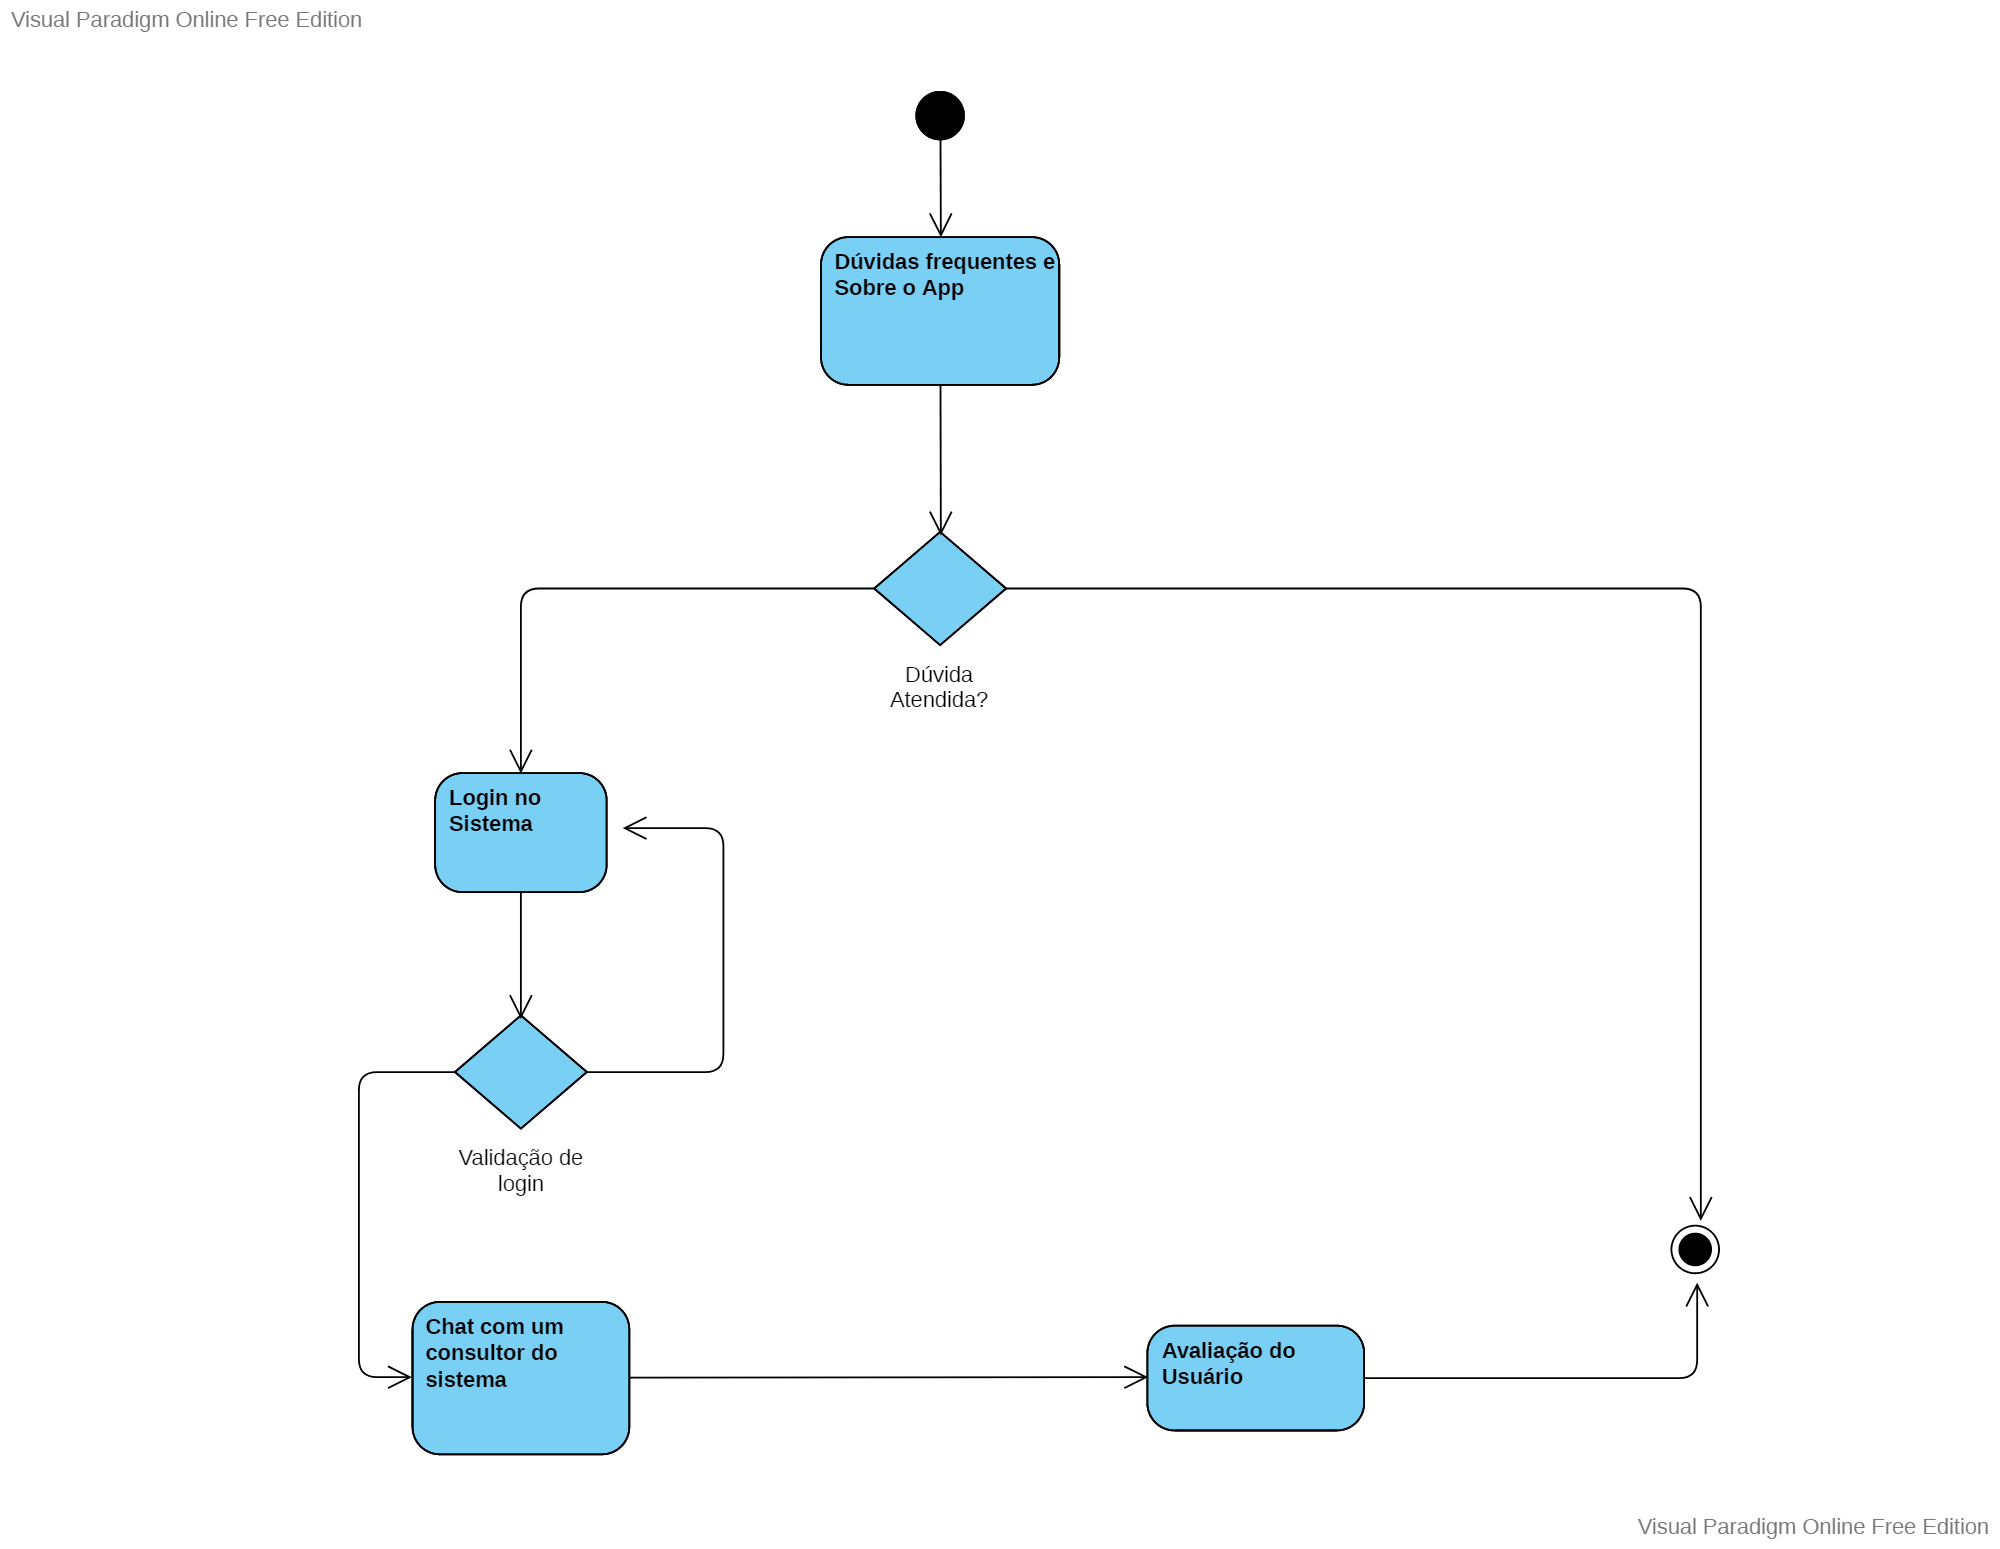 Visual Paradigm Online Free Edition
Dúvidas frequentes e
Sobre o App
Dúvida
Atendida?
Login no
Sistema
Validação de
login
Chat com um
consultor do
sistema
Avaliação do
Usuário
Visual Paradigm Online Free Edition